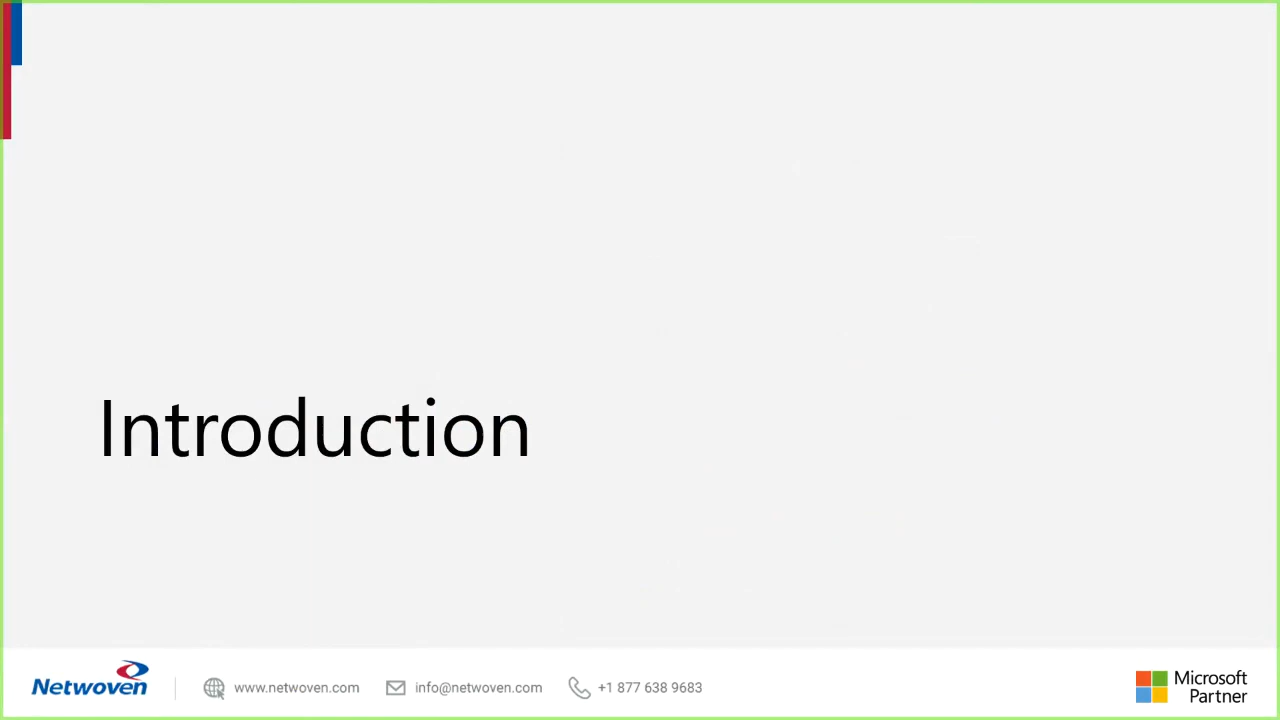 Introduction
Netwoven
www.netwoven.com
info@netwoven.com
+1 877 638 9683
Microsoft
Partner